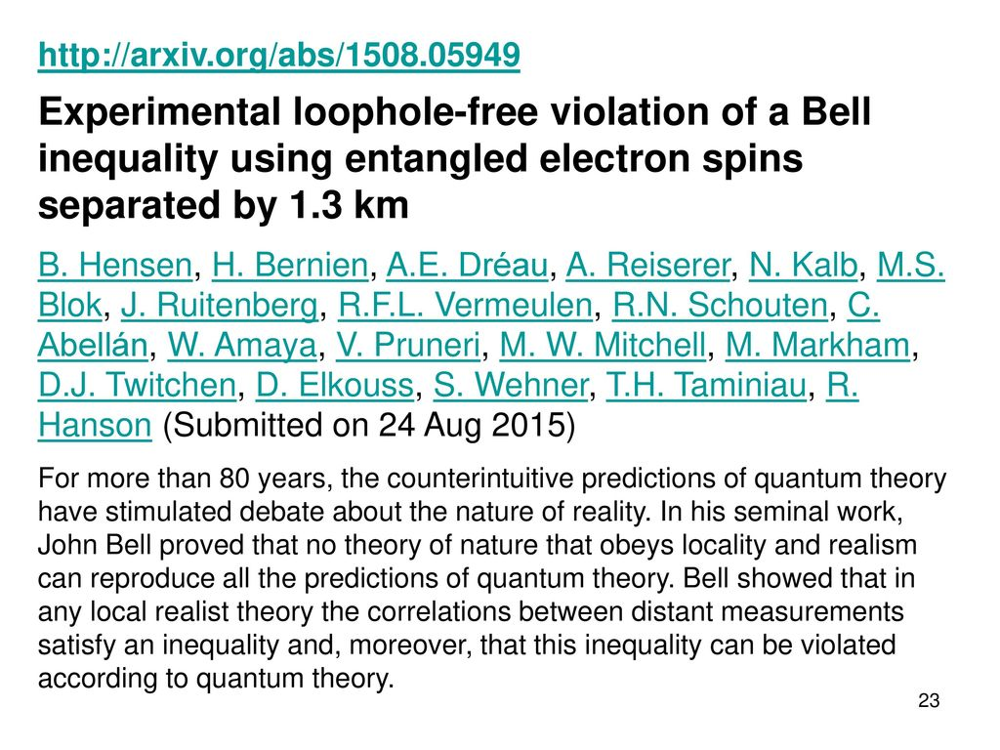 http://arxiv.org/abs/1508.05949
Experimental loophole-free violation of a Bell
inequality using entangled electron spins
separated by 1.3 km
B. Hensen, H. Bernien, A.E. Dréau, A. Reiserer, N. Kalb, M.S.
Blok, J. Ruitenberg, R.F.L. Vermeulen, R.N. Schouten, C.
Abellán, W. Amaya, V. Pruneri, M. W. Mitchell, M. Markham,
D.J. Twitchen, D. Elkouss, S. Wehner, T.H. Taminiau, R.
Hanson (Submitted on 24 Aug 2015)
For more than 80 years, the counterintuitive predictions of quantum theory
have stimulated debate about the nature of reality. In his seminal work,
John Bell proved that no theory of nature that obeys locality and realism
can reproduce all the predictions of quantum theory. Bell showed that in
any local realist theory the correlations between distant measurements
satisfy an inequality and, moreover, that this inequality can be violated
according to quantum theory.
23